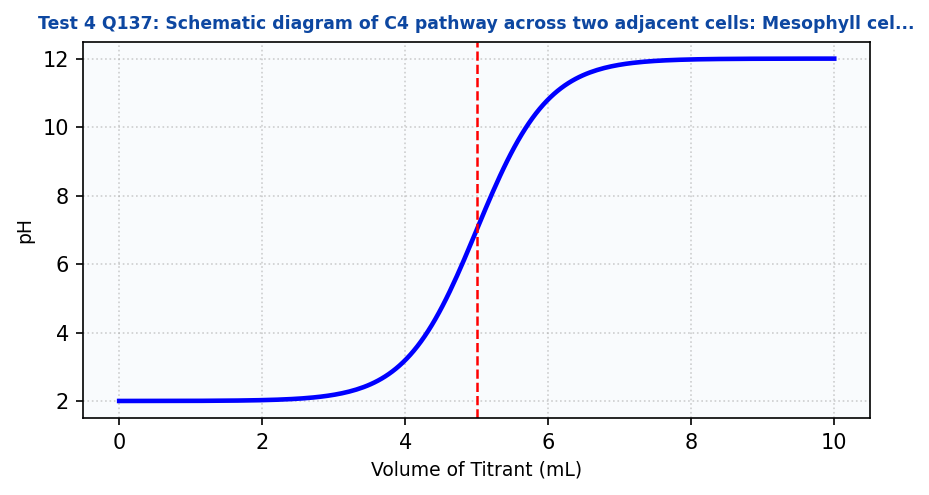 Test 4 Q137: Schematic diagram of C4 pathway across two adjacent cells: Mesophyll cel...
12
10
8
6
4
2
pH
0 2 4 6 8 10
Volume of Titrant (mL)